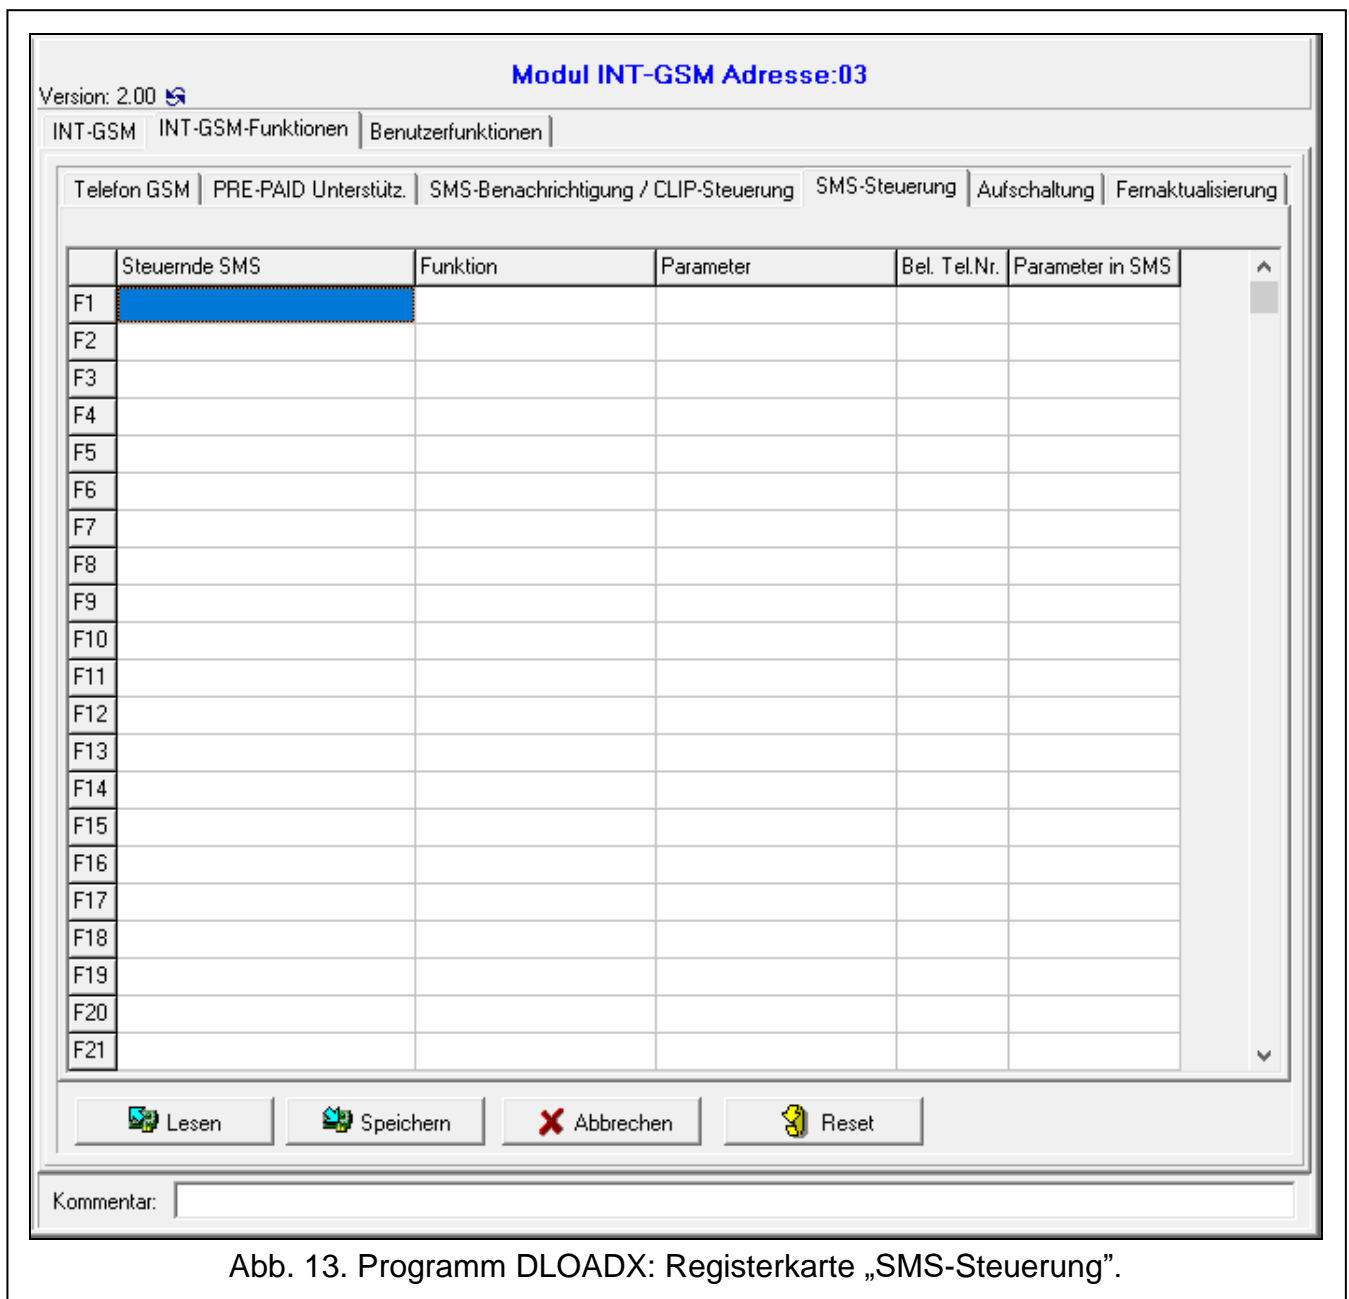 Modul INT-GSM Adresse:03
Version: 2.00
INT-GSM INT-GSM-Funktionen Benutzerfunktionen
Telefon GSM PRE-PAID Unterstütz. SMS-Benachrichtigung / CLIP-Steuerung SMS-Steuerung Aufschaltung Fernaktualisierung
Steuernde SMS Funktion Parameter Bel. Tel.Nr. Parameter in SMS
F1
F2
F3
F4
F5
F6
F7
F8
F9
F10
F11
F12
F13
F14
F15
F16
F17
F18
F19
F20
F21
Lesen Speichern Abbrechen Reset
Kommentar:
Abb. 13. Programm DLOADX: Registerkarte „SMS-Steuerung”.